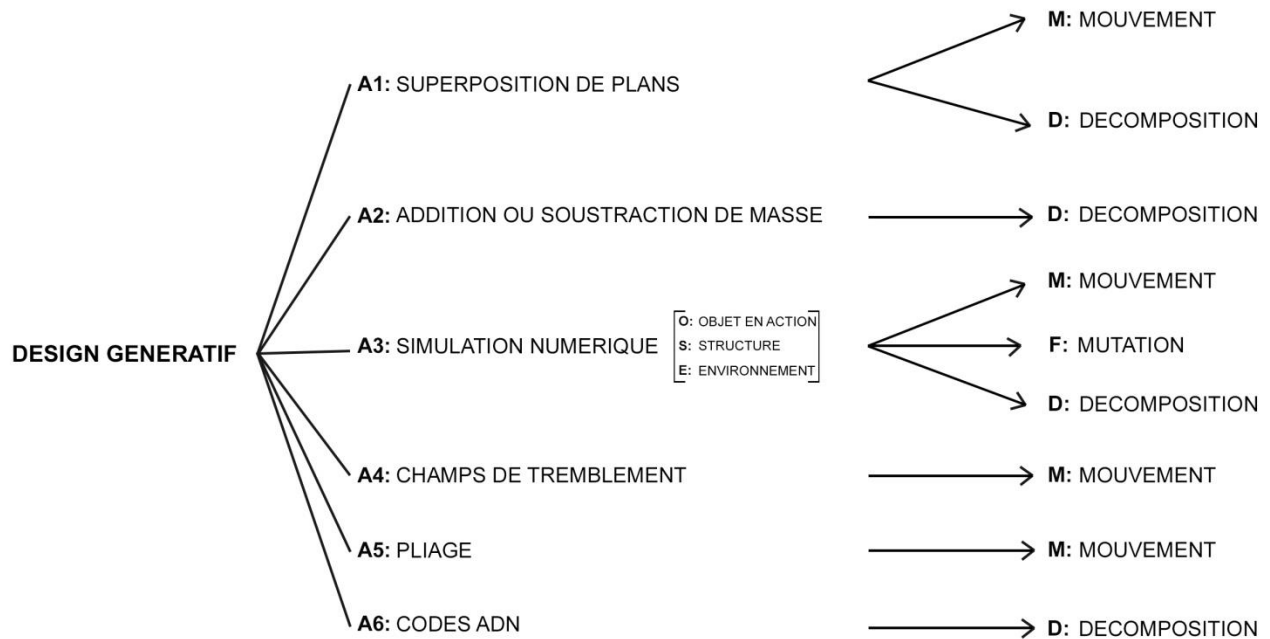 M: MOUVEMENT
A1: SUPERPOSITION DE PLANS
D: DECOMPOSITION
A2: ADDITION OU SOUSTRACTION DE MASSE
D: DECOMPOSITION
M: MOUVEMENT
DESIGN GENERATIF
A3: SIMULATION NUMERIQUE
O: OBJET EN ACTION
S: STRUCTURE
E: ENVIRONNEMENT
F: MUTATION
D: DECOMPOSITION
A4: CHAMPS DE TREMBLEMENT
M: MOUVEMENT
A5: PLIAGE
M: MOUVEMENT
A6: CODES ADN
D: DECOMPOSITION